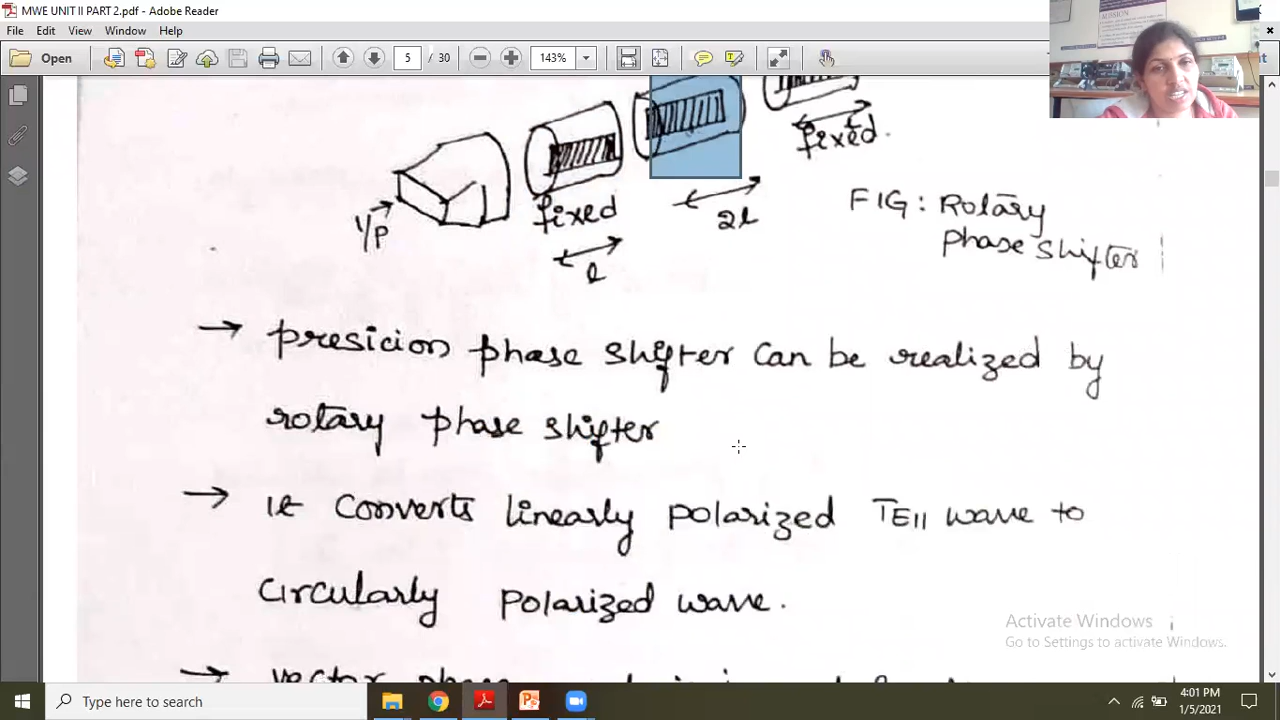 MWE UNIT II PART 2.pdf - Adobe Reader
MISSION
File Edit View Window Help
Open 5 / 30 143%
fixed.
I/P
fixed
l
2l
FIG: Rotary
phase shifter
→ presicion phase shifter can be realized by
rotary phase shifter
→ It converts linearly polarized TE11 wave to
circularly polarized wave.
→ vector phase
Activate Windows
Go to Settings to activate Windows.
Type here to search
4:01 PM
1/5/2021